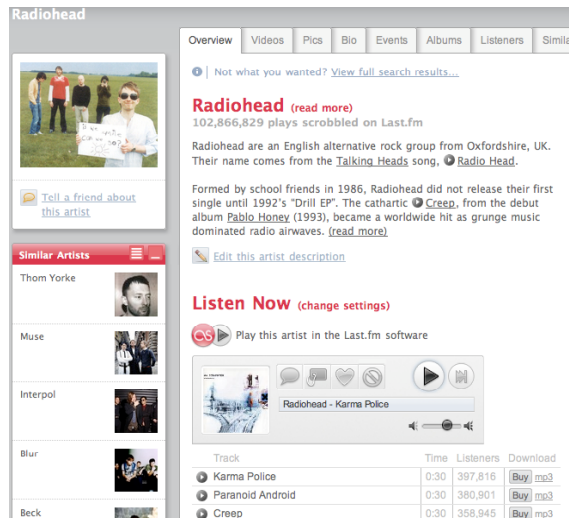 Radiohead
Overview Videos Pics Bio Events Albums Listeners Simila
Not what you wanted? View full search results...
Radiohead (read more)
102,866,829 plays scrobbled on Last.fm
Radiohead are an English alternative rock group from Oxfordshire, UK.
Their name comes from the Talking Heads song, Radio Head.
Formed by school friends in 1986, Radiohead did not release their first
single until 1992's "Drill EP". The cathartic Creep, from the debut
album Pablo Honey (1993), became a worldwide hit as grunge music
dominated radio airwaves. (read more)
Edit this artist description
Tell a friend about
this artist
Similar Artists
Thom Yorke
Muse
Interpol
Blur
Beck
Listen Now (change settings)
Play this artist in the Last.fm software
Radiohead - Karma Police
Track Time Listeners Download
Karma Police 0:30 397,816 Buy mp3
Paranoid Android 0:30 380,901 Buy mp3
Creep 0:30 358,945 Buy mp3